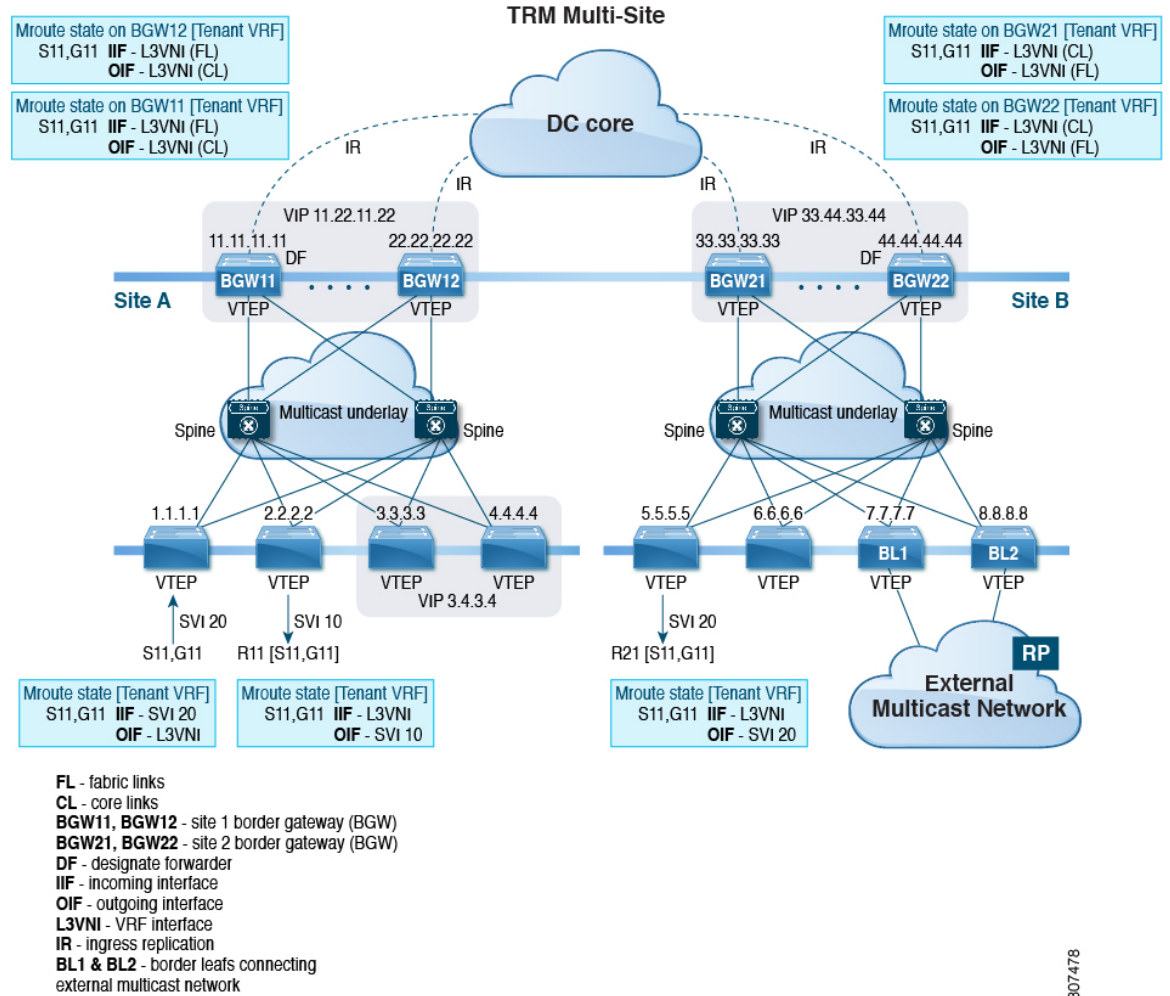 TRM Multi-Site
Mroute state on BGW12 [Tenant VRF]
S11,G11 IIF - L3VNI (FL)
OIF - L3VNI (CL)
Mroute state on BGW11 [Tenant VRF]
S11,G11 IIF - L3VNI (FL)
OIF - L3VNI (CL)
Mroute state on BGW21 [Tenant VRF]
S11,G11 IIF - L3VNI (CL)
OIF - L3VNI (FL)
Mroute state on BGW22 [Tenant VRF]
S11,G11 IIF - L3VNI (CL)
OIF - L3VNI (FL)
DC core
IR
IR
IR
IR
VIP 11.22.11.22
11.11.11.11
22.22.22.22
DF
BGW11
BGW12
VTEP
VTEP
Site A
VIP 33.44.33.44
33.33.33.33
44.44.44.44
DF
BGW21
BGW22
VTEP
VTEP
Site B
Spine
Spine
Multicast underlay
Spine
Spine
Spine
Spine
Multicast underlay
Spine
Spine
1.1.1.1
2.2.2.2
3.3.3.3
4.4.4.4
VTEP
VTEP
VTEP
VTEP
VIP 3.4.3.4
SVI 20
SVI 10
S11,G11
R11 [S11,G11]
5.5.5.5
6.6.6.6
7.7.7.7
8.8.8.8
BL1
BL2
VTEP
VTEP
VTEP
VTEP
SVI 20
R21 [S11,G11]
RP
External
Multicast Network
Mroute state [Tenant VRF]
S11,G11 IIF - SVI 20
OIF - L3VNI
Mroute state [Tenant VRF]
S11,G11 IIF - L3VNI
OIF - SVI 10
Mroute state [Tenant VRF]
S11,G11 IIF - L3VNI
OIF - SVI 20
FL - fabric links
CL - core links
BGW11, BGW12 - site 1 border gateway (BGW)
BGW21, BGW22 - site 2 border gateway (BGW)
DF - designate forwarder
IIF - incoming interface
OIF - outgoing interface
L3VNI - VRF interface
IR - ingress replication
BL1 & BL2 - border leafs connecting
external multicast network
307478